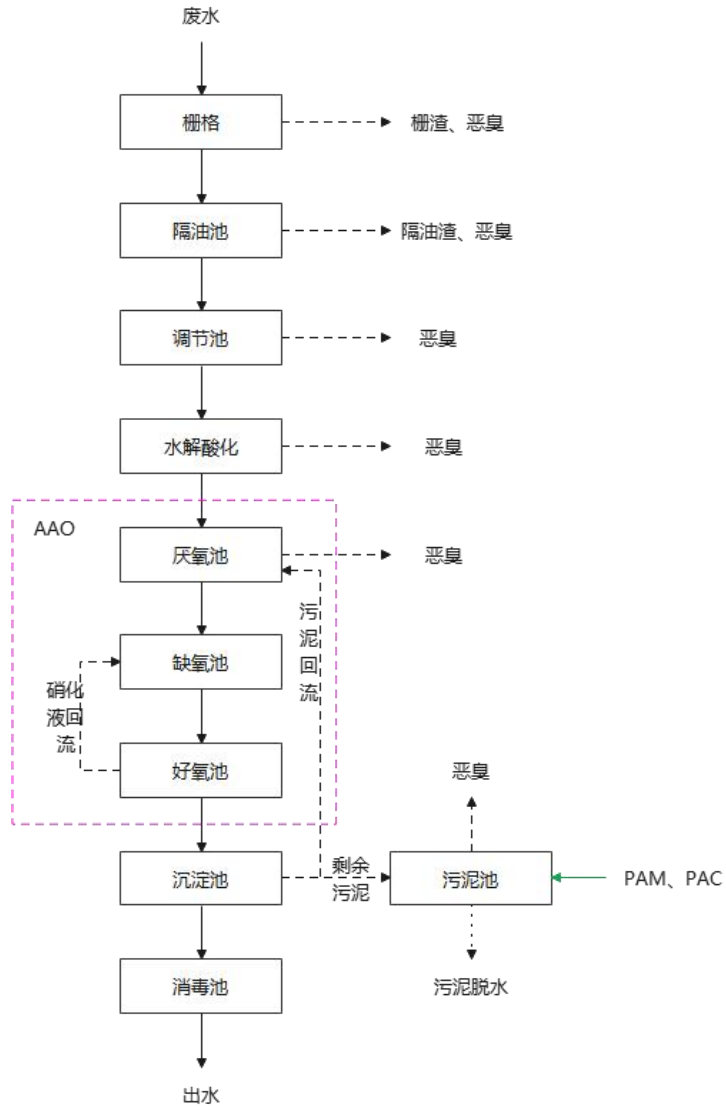 废水
栅格
栅渣、恶臭
隔油池
隔油渣、恶臭
调节池
恶臭
水解酸化
恶臭
AAO
厌氧池
恶臭
污
泥
回
流
缺氧池
硝化
液回
流
好氧池
恶臭
沉淀池
剩余
污泥
污泥池
PAM、PAC
消毒池
污泥脱水
出水